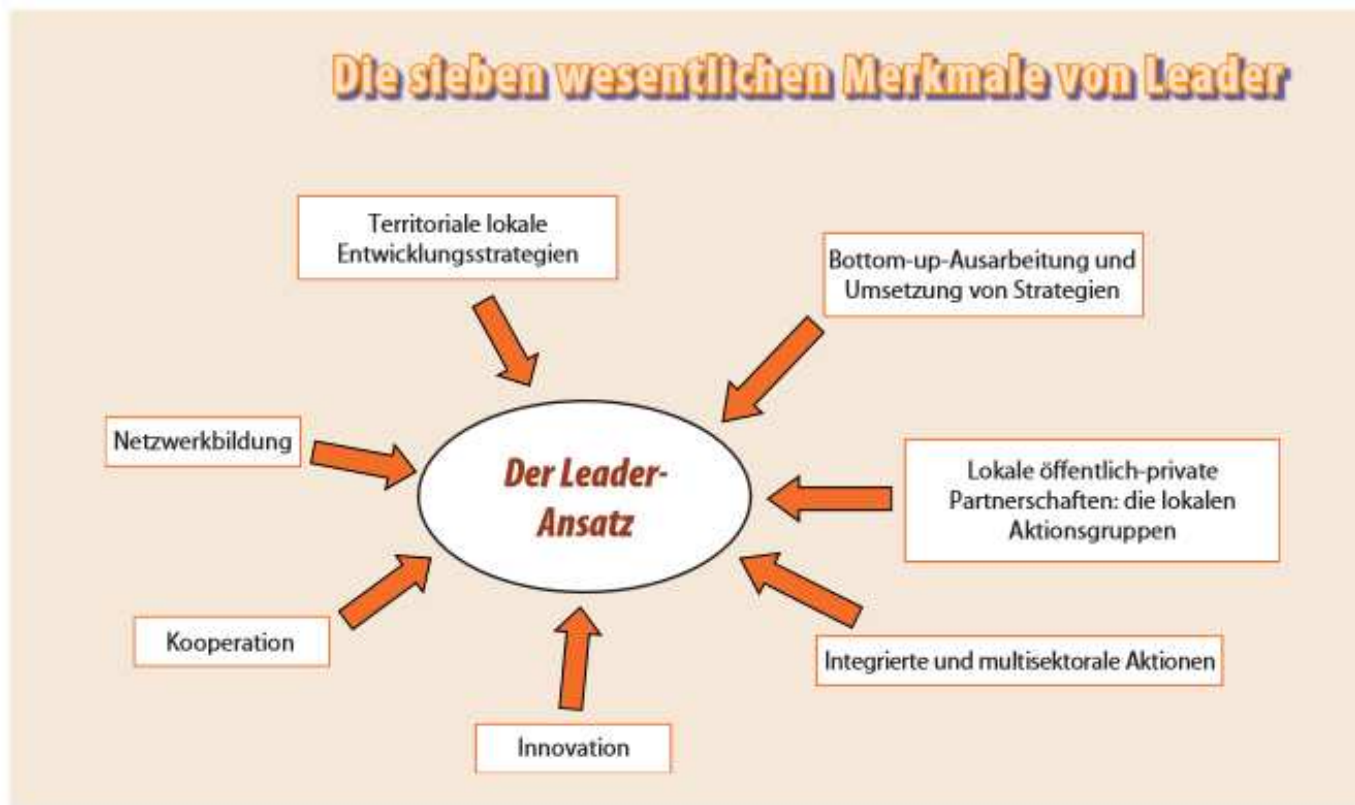 Die sieben wesentlichen Merkmale von Leader
Territoriale lokale
Entwicklungsstrategien
Bottom-up-Ausarbeitung und
Umsetzung von Strategien
Netzwerkbildung
Der Leader-
Ansatz
Lokale öffentlich-private
Partnerschaften: die lokalen
Aktionsgruppen
Kooperation
Integrierte und multisektorale Aktionen
Innovation